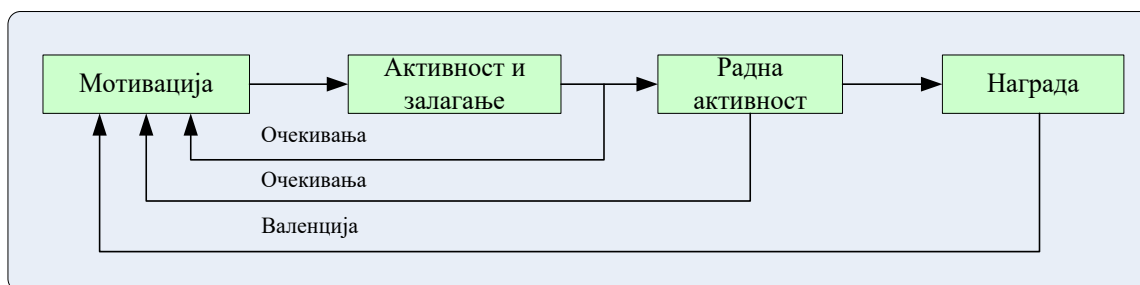 Мотивација
Активност и
залагање
Радна
активност
Награда
Очекивања
Очекивања
Валенција